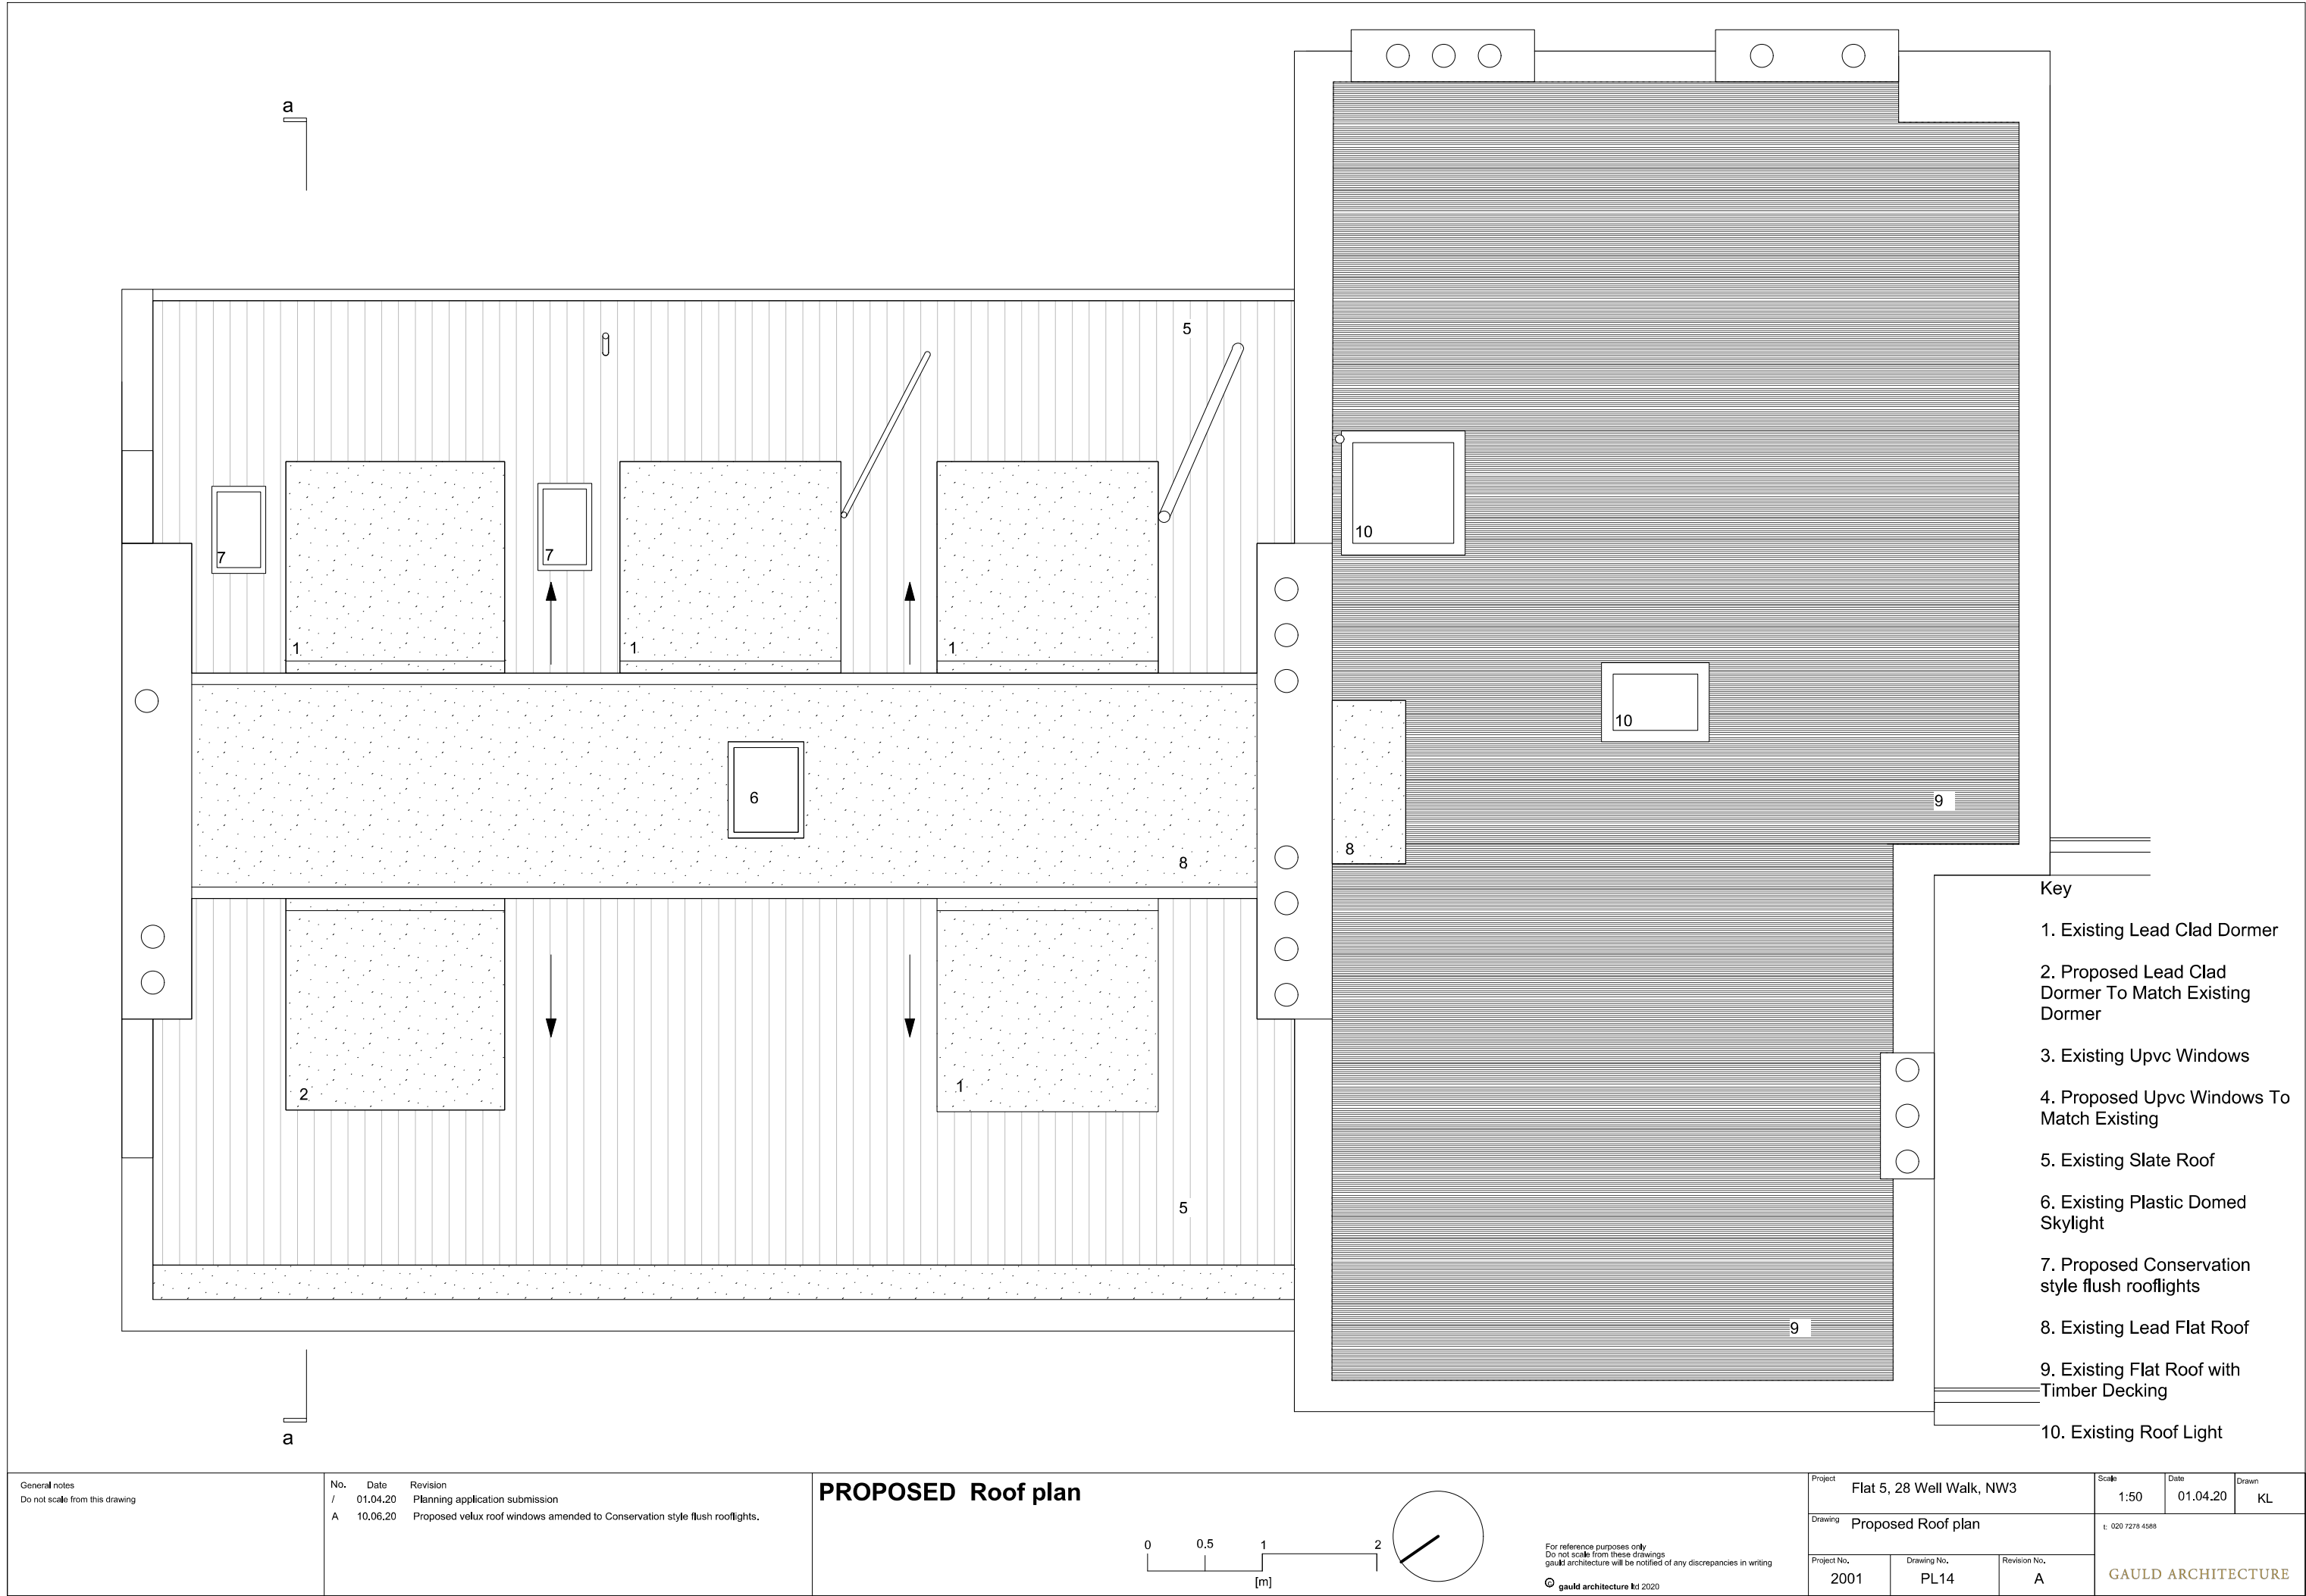 a
5
7
7
10
1
1
1
10
6
9
8
8
2
1
5
9
a
Key
1. Existing Lead Clad Dormer
2. Proposed Lead Clad
Dormer To Match Existing
Dormer
3. Existing Upvc Windows
4. Proposed Upvc Windows To
Match Existing
5. Existing Slate Roof
6. Existing Plastic Domed
Skylight
7. Proposed Conservation
style flush rooflights
8. Existing Lead Flat Roof
9. Existing Flat Roof with
Timber Decking
10. Existing Roof Light
General notes
Do not scale from this drawing
No. Date Revision
/ 01.04.20 Planning application submission
A 10.06.20 Proposed velux roof windows amended to Conservation style flush rooflights.
PROPOSED Roof plan
0 0.5 1 2
[m]
For reference purposes only
Do not scale from these drawings
gauld architecture will be notified of any discrepancies in writing
© gauld architecture ltd 2020
Project Flat 5, 28 Well Walk, NW3
Drawing Proposed Roof plan
Project No. Drawing No. Revision No.
2001 PL14 A
Scale Date Drawn
1:50 01.04.20 KL
t: 020 7278 4588
GAULD ARCHITECTURE